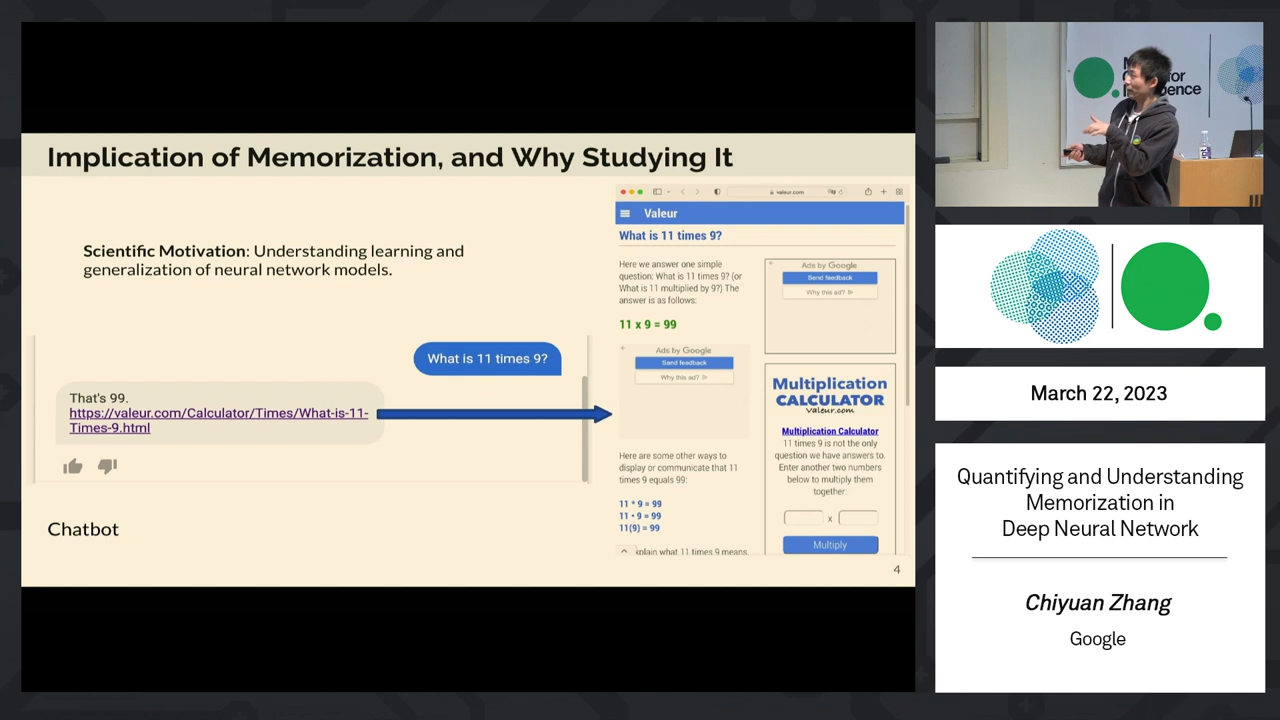 Implication of Memorization, and Why Studying It
Scientific Motivation: Understanding learning and
generalization of neural network models.
What is 11 times 9?
That's 99.
https://valeur.com/Calculator/Times/What-is-11-
Times-9.html
Chatbot
valeur.com
Valeur
What is 11 times 9?
Here we answer one simple
question: What is 11 times 9? (or
What is 11 multiplied by 9?) The
answer is as follows:
11 x 9 = 99
Ads by Google
Send feedback
Why this ad?
Here are some other ways to
display or communicate that 11
times 9 equals 99:
11 * 9 = 99
11 • 9 = 99
11(9) = 99
what 11 times 9 means,
Ads by Google
Send feedback
Why this ad?
Multiplication
CALCULATOR
Valeur.com
Multiplication Calculator
11 times 9 is not the only
question we have answers to.
Enter another two numbers
below to multiply them
together:
x
Multiply
4
March 22, 2023
Quantifying and Understanding
Memorization in
Deep Neural Network
Chiyuan Zhang
Google